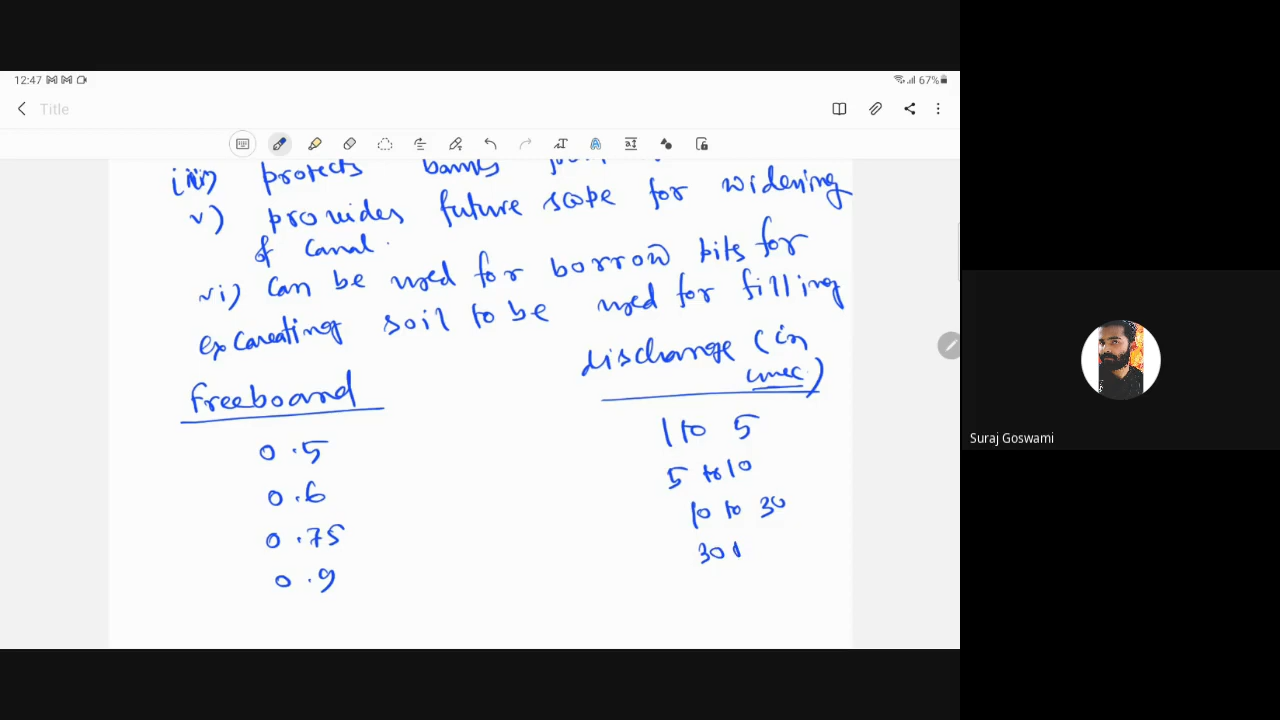 12:47
67%
Title
protects banks
v) provides future scope for widening
of canal
vi) can be used for borrow pits for
excavating soil to be used for filling
Freeboard
discharge (in
cumec)
0.5
1 to 5
0.6
5 to 10
0.75
10 to 30
0.9
30
Suraj Goswami